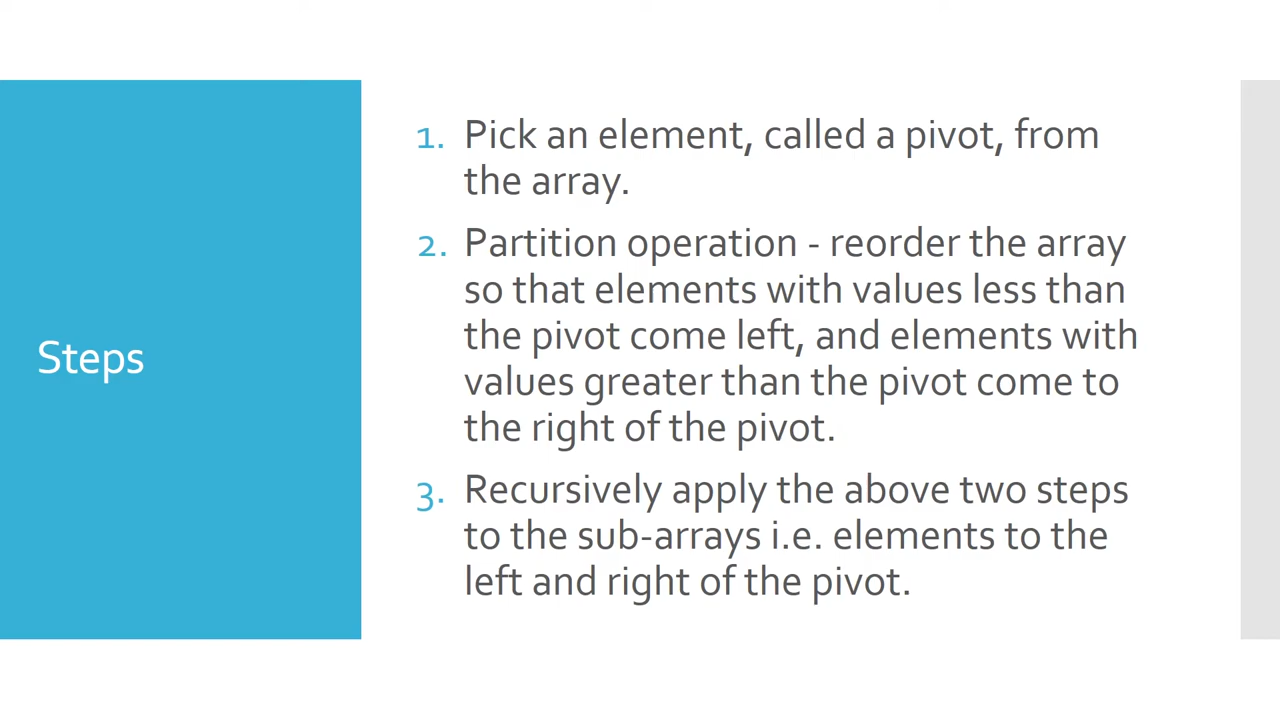 Steps
1. Pick an element, called a pivot, from
the array.
2. Partition operation - reorder the array
so that elements with values less than
the pivot come left, and elements with
values greater than the pivot come to
the right of the pivot.
3. Recursively apply the above two steps
to the sub-arrays i.e. elements to the
left and right of the pivot.